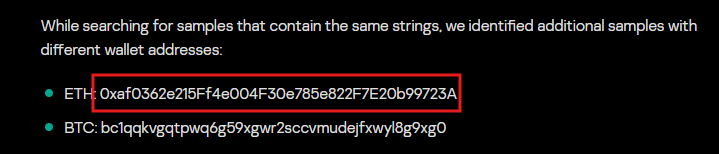 While searching for samples that contain the same strings, we identified additional samples with
different wallet addresses:
ETH: 0xaf0362e215Ff4e004F30e785e822F7E20b99723A
BTC: bc1qqkvgqtpwq6g59xgwr2sccvmudejfxwyl8g9xg0